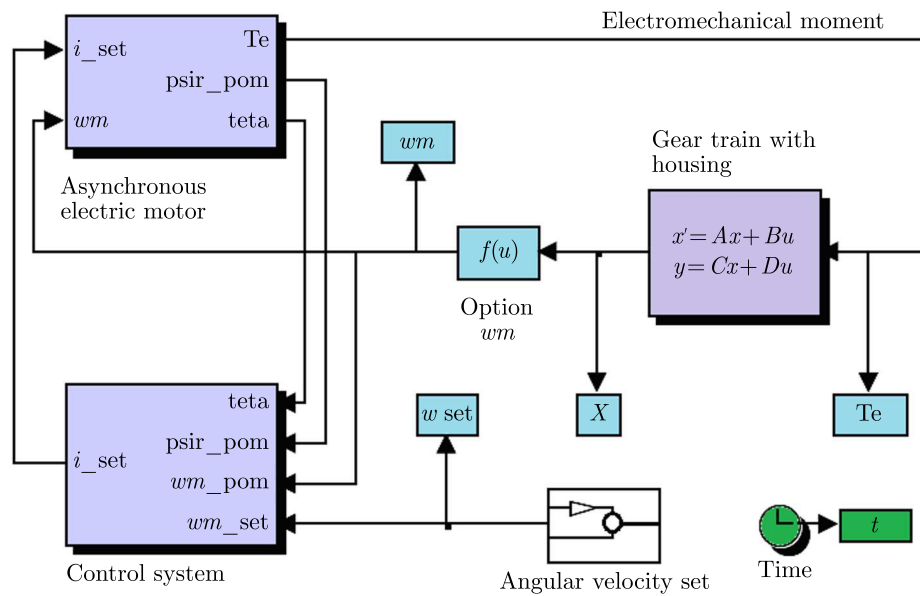 Electromechanical moment
i_set
Te
psir_pom
wm
teta
Asynchronous
electric motor
wm
Gear train with
housing
x'= Ax+ Bu
y= Cx+ Du
f(u)
Option
wm
teta
psir_pom
i_set
wm_pom
wm_set
Control system
w set
X
Te
Angular velocity set
t
Time